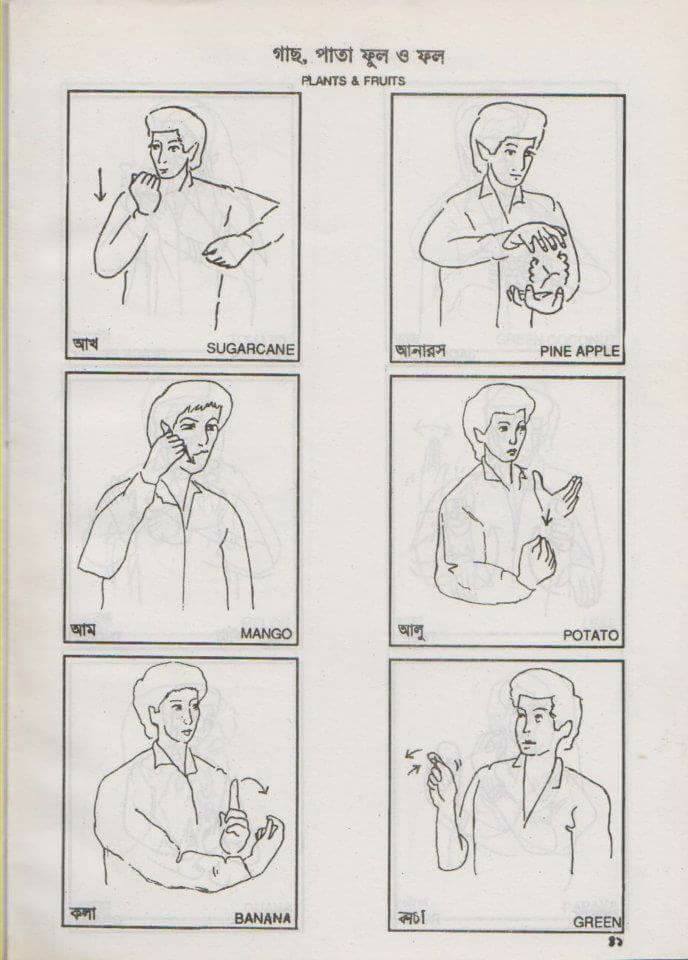 গাছ, পাতা ফুল ও ফল
PLANTS & FRUITS
আখ SUGARCANE
আনারস PINE APPLE
আম MANGO
আলু POTATO
কলা BANANA
কাচাঁ GREEN
৪১